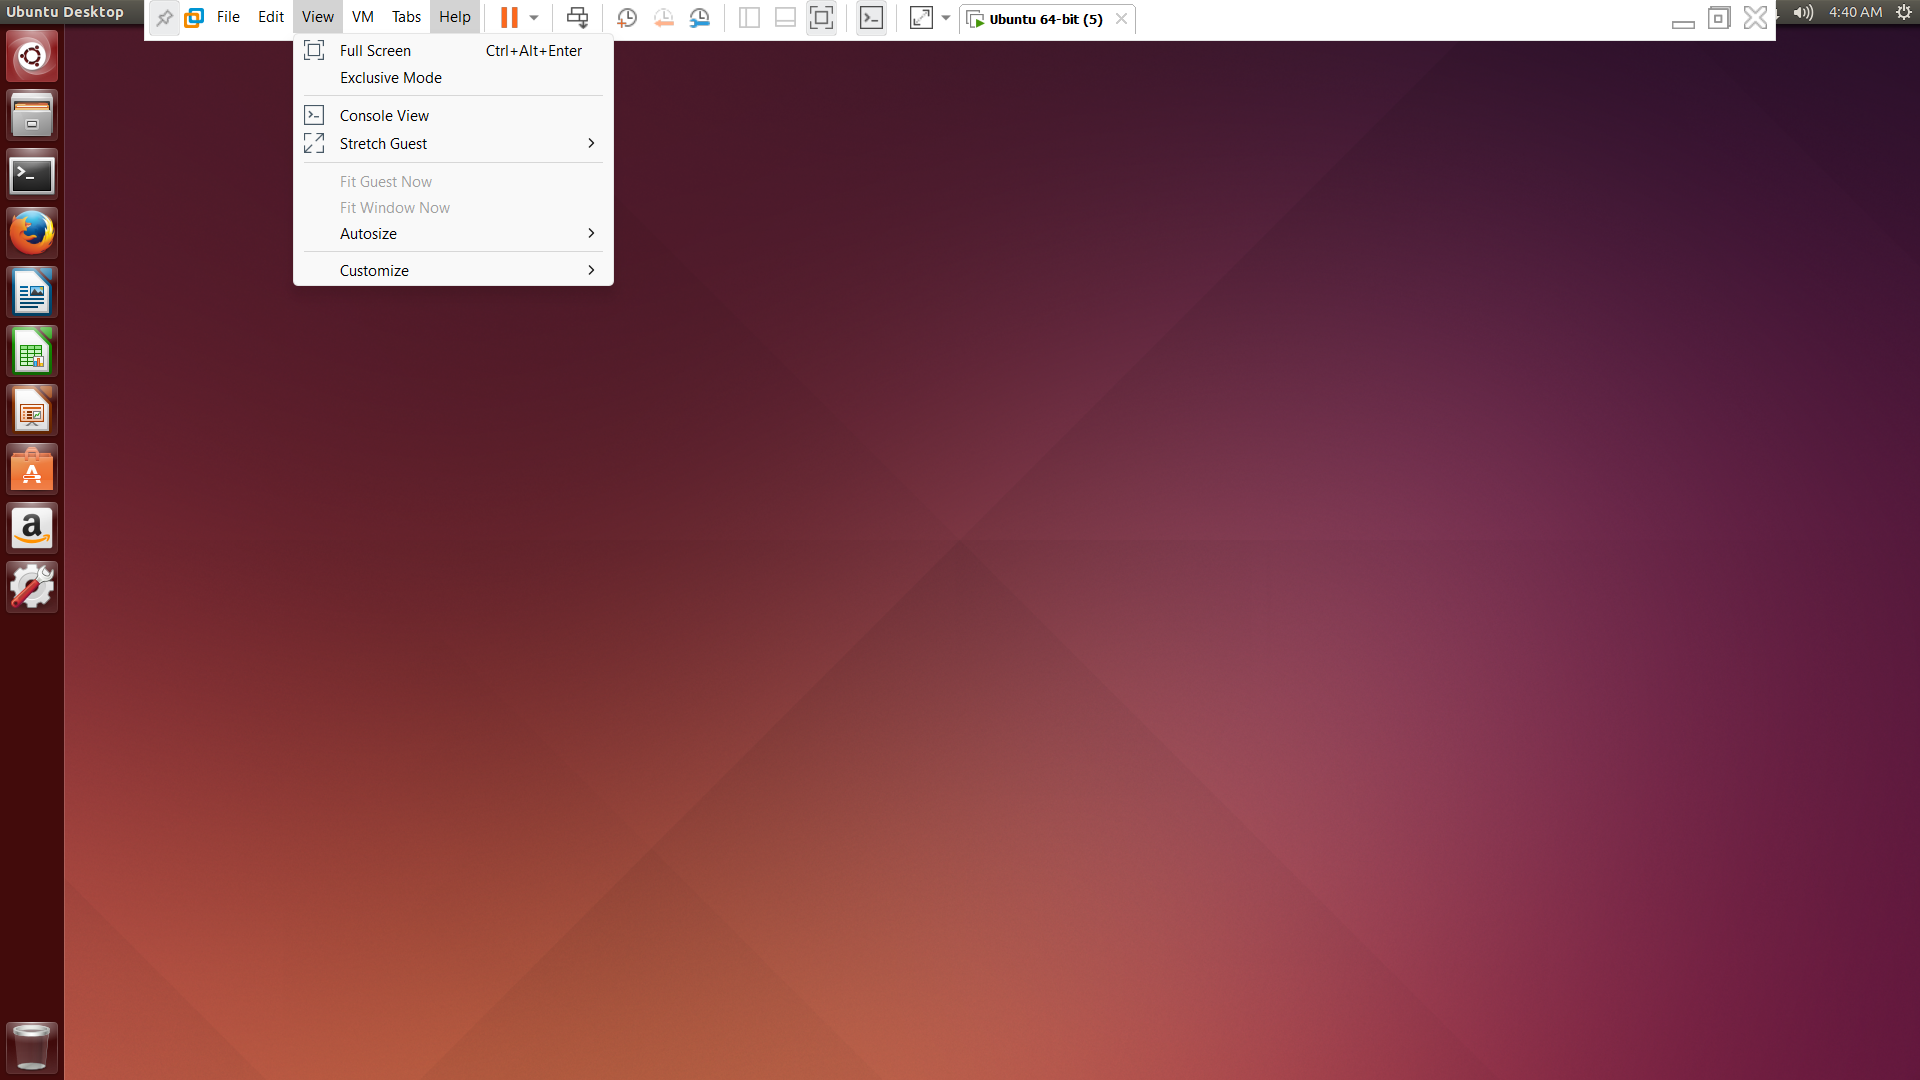 Ubuntu Desktop
File Edit View VM Tabs Help
Ubuntu 64-bit (5)
4:40 AM
Full Screen Ctrl+Alt+Enter
Exclusive Mode
Console View
Stretch Guest
Fit Guest Now
Fit Window Now
Autosize
Customize